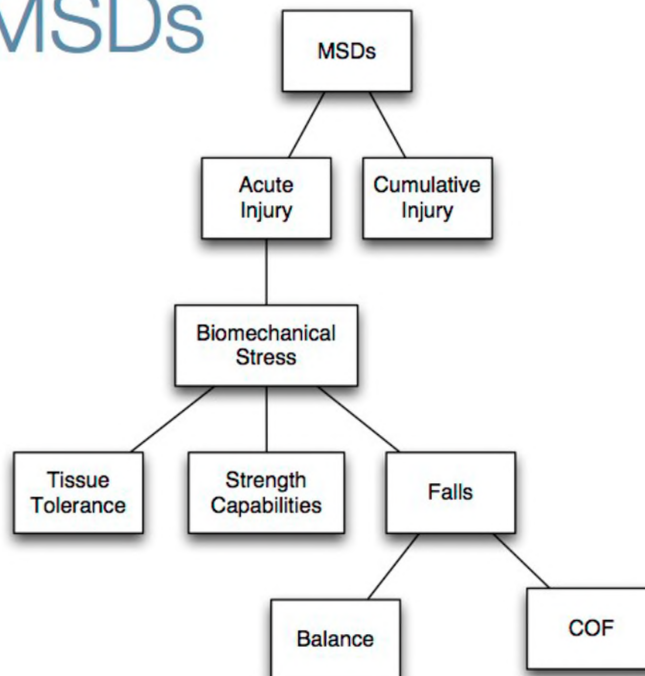 MSDs
MSDs
Acute
Injury
Cumulative
Injury
Biomechanical
Stress
Tissue
Tolerance
Strength
Capabilities
Falls
Balance
COF